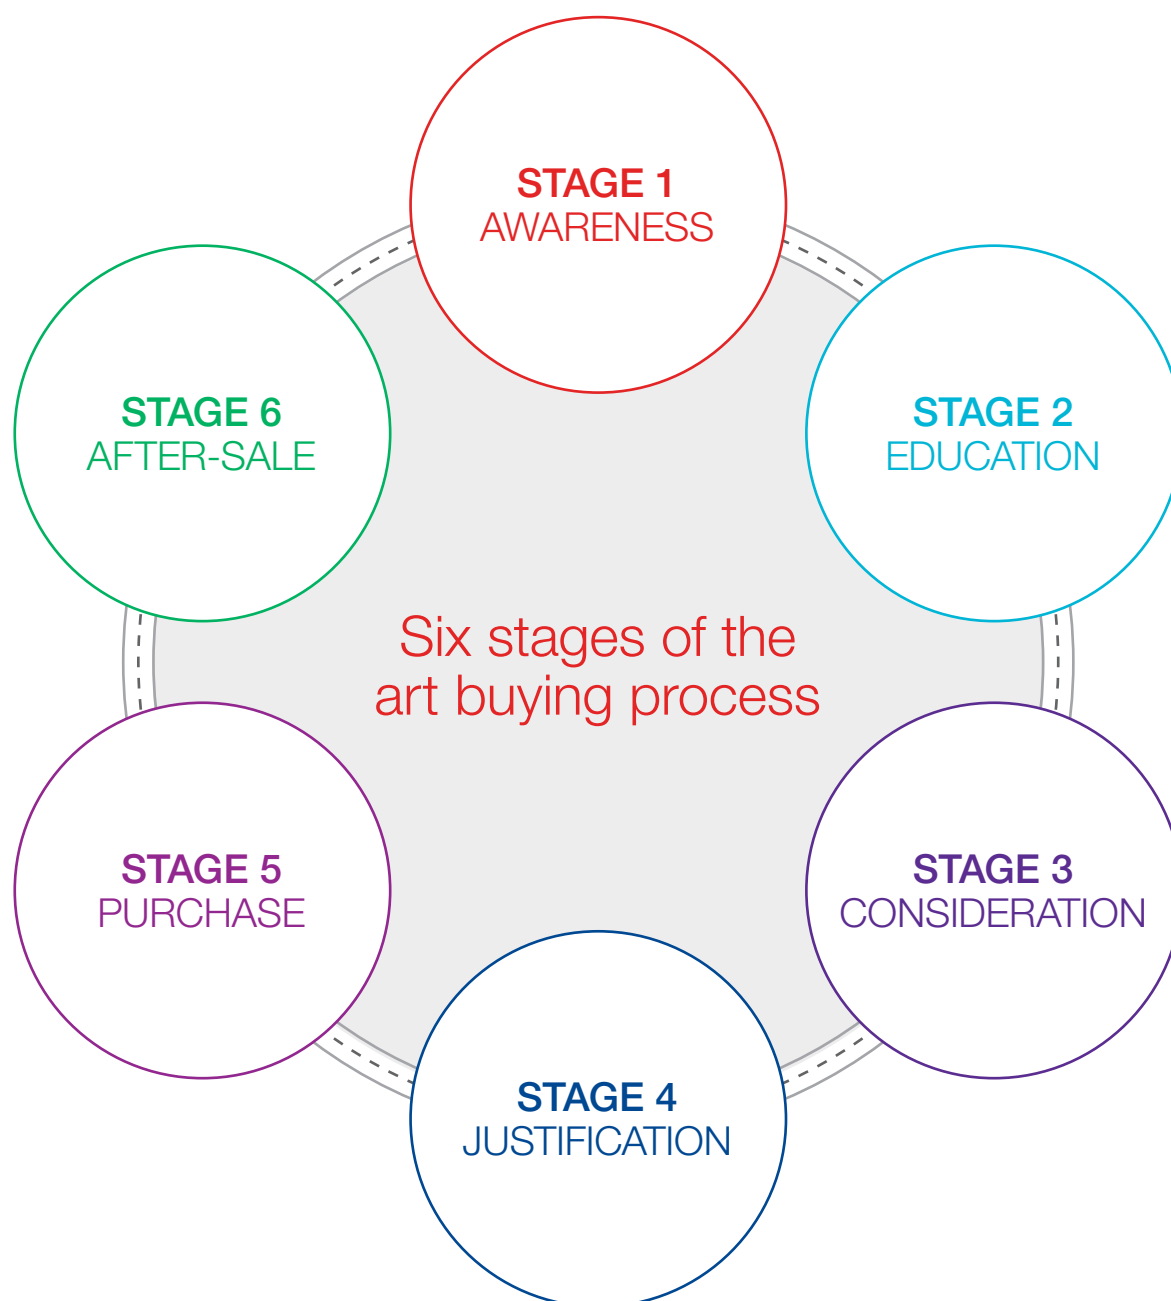 STAGE 1
AWARENESS
STAGE 2
EDUCATION
STAGE 3
CONSIDERATION
STAGE 4
JUSTIFICATION
STAGE 5
PURCHASE
STAGE 6
AFTER-SALE
Six stages of the
art buying process